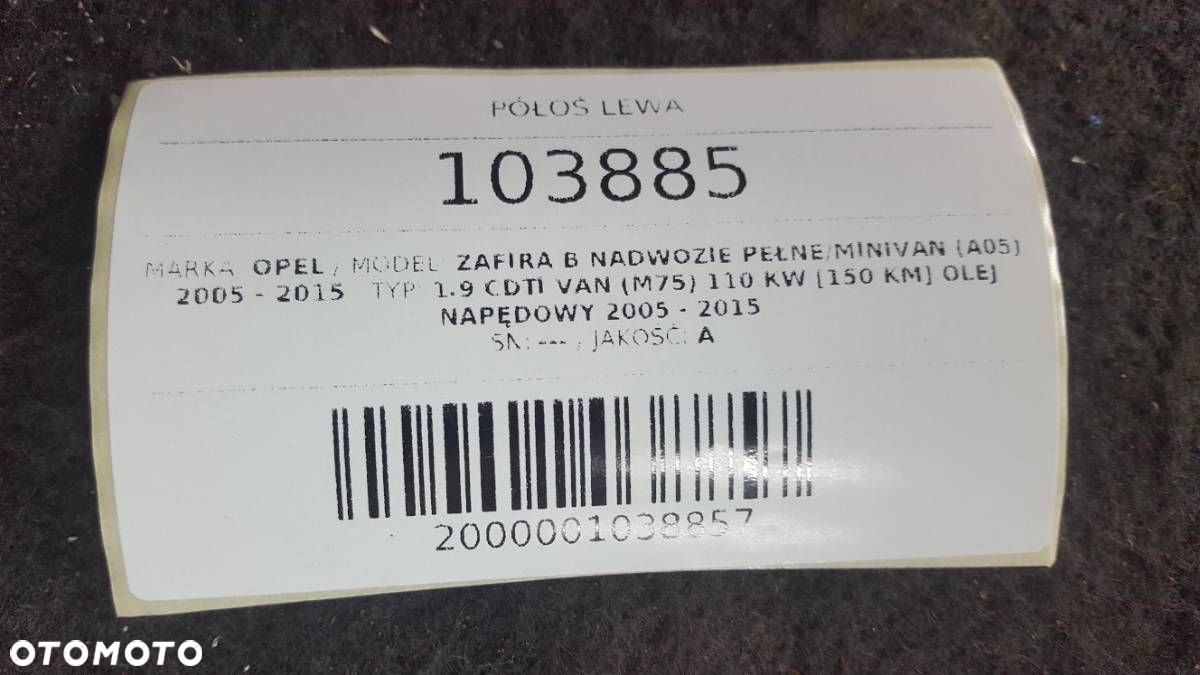 PÓŁOŚ LEWA
103885
MARKA: OPEL , MODEL: ZAFIRA B NADWOZIE PEŁNE/MINIVAN (A05)
2005 - 2015 TYP: 1.9 CDTI VAN (M75) 110 KW [150 KM] OLEJ
NAPĘDOWY 2005 - 2015
SN: --- , JAKOŚĆ: A
2000001038857
OTOMOTO